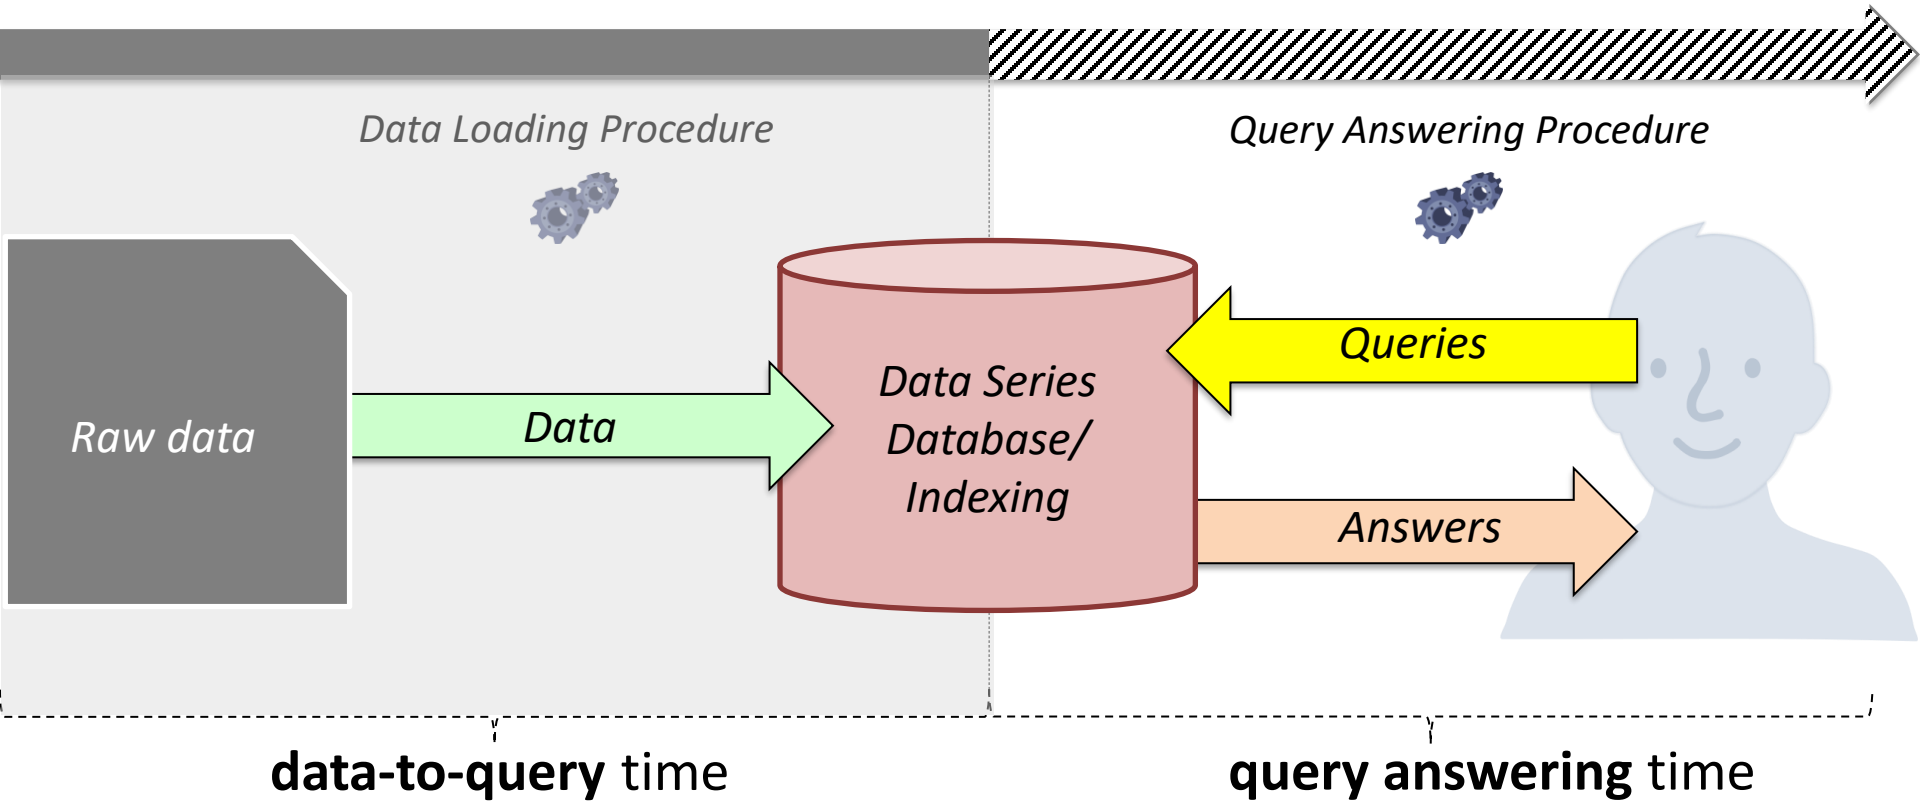 Data Loading Procedure
Query Answering Procedure
Raw data
Data
Data Series
Database/
Indexing
Queries
Answers
data-to-query time
query answering time